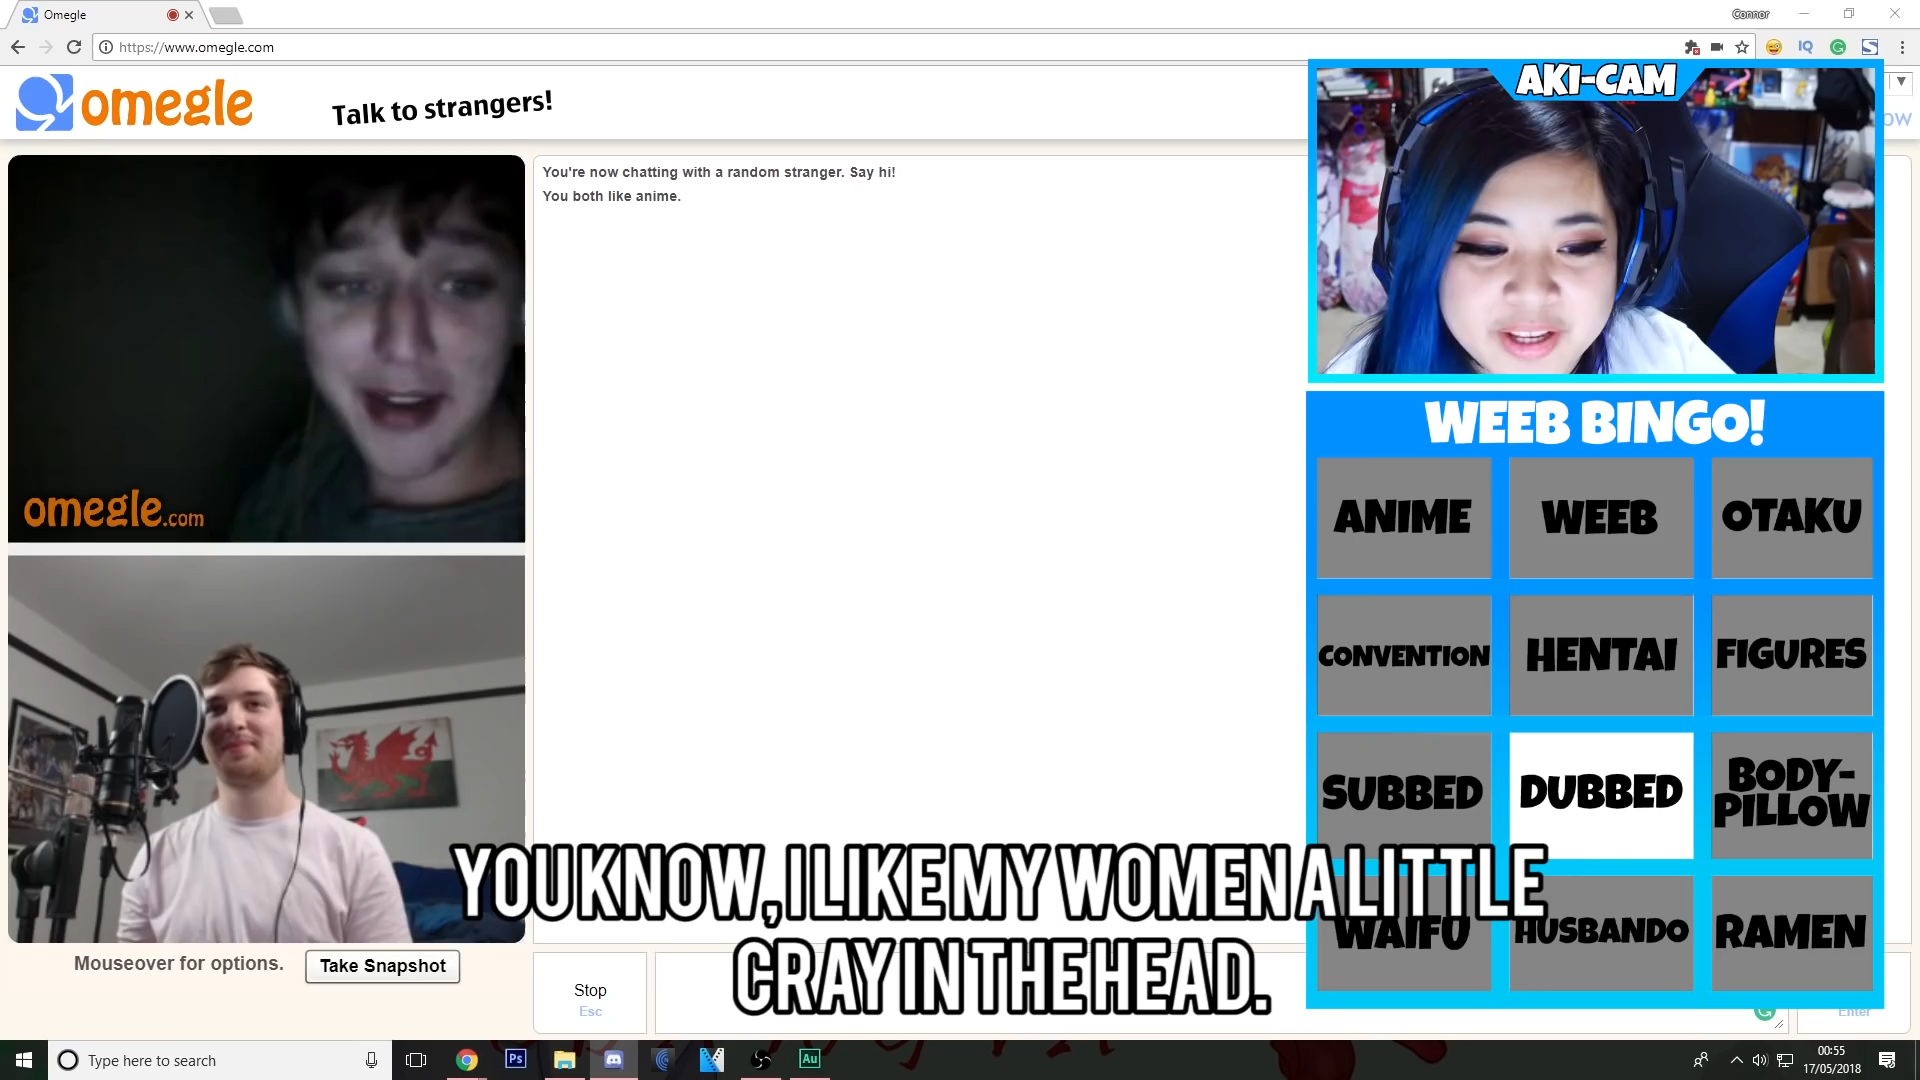 Omegle
Connor
https://www.omegle.com
IQ
omegle
Talk to strangers!
AKI-CAM
You're now chatting with a random stranger. Say hi!
You both like anime.
omegle.com
WEEB BINGO!
ANIME
WEEB
OTAKU
CONVENTION
HENTAI
FIGURES
SUBBED
DUBBED
BODY-
PILLOW
WAIFU
HUSBANDO
RAMEN
YOU KNOW, I LIKE MY WOMEN A LITTLE
CRAY IN THE HEAD.
Mouseover for options.
Take Snapshot
Stop
Esc
Enter
Type here to search
Ps
Au
00:55
17/05/2018